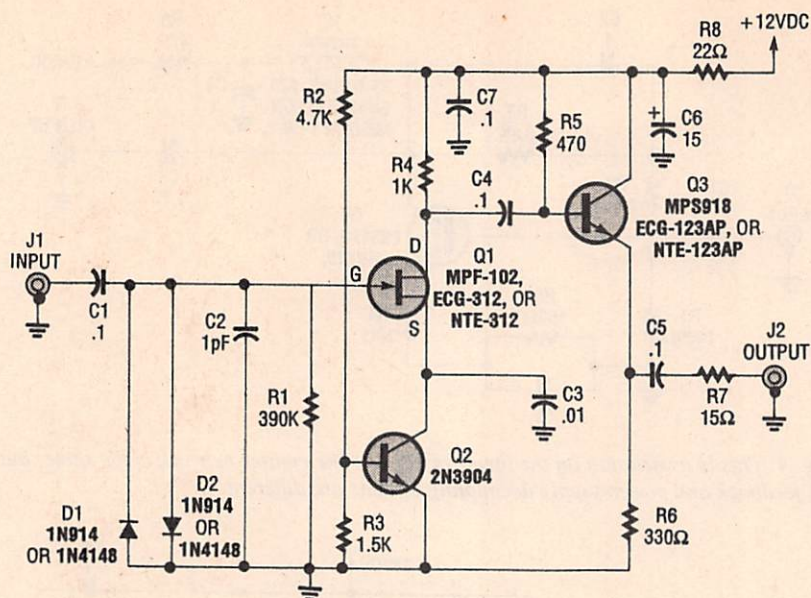 +12VDC
R8
22Ω
R2
4.7K
C7
.1
R5
470
+
C6
15
R4
1K
C4
.1
Q3
MPS918
ECG-123AP, OR
NTE-123AP
J1
INPUT
D
G
S
Q1
MPF-102,
ECG-312, OR
NTE-312
C1
.1
C2
1pF
R1
390K
C5
.1
J2
OUTPUT
R7
15Ω
C3
.01
Q2
2N3904
D1
1N914
OR 1N4148
D2
1N914
OR
1N4148
R3
1.5K
R6
330Ω